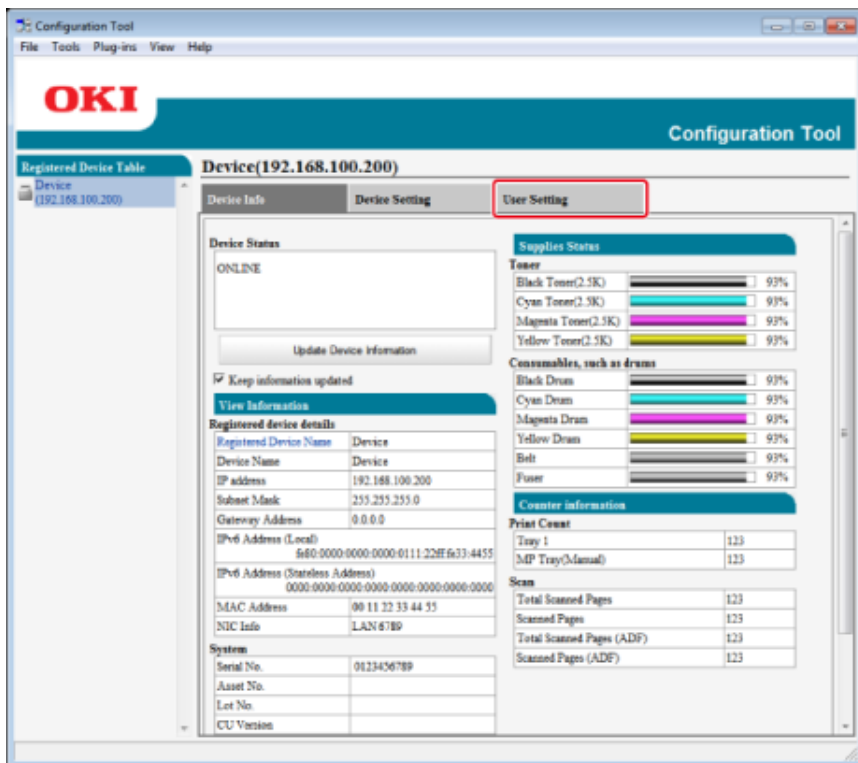 Configuration Tool
File Tools Plug-ins View Help
OKI
Configuration Tool
Registered Device Table
Device
(192.168.100.200)
Device(192.168.100.200)
Device Info
Device Setting
User Setting
Device Status
ONLINE
Update Device Information
Keep information updated
View Information
Registered device details
Registered Device Name Device
Device Name Device
IP address 192.168.100.200
Subnet Mask 255.255.255.0
Gateway Address 0.0.0.0
IPv6 Address (Local)
fe80:0000:0000:0000:0111:22ff:fe33:4455
IPv6 Address (Stateless Address)
0000:0000:0000:0000:0000:0000:0000:0000
MAC Address 00 11 22 33 44 55
NIC Info LAN6789
System
Serial No. 0123456789
Asset No.
Lot No.
CU Version
Supplies Status
Toner
Black Toner(2.5K) 93%
Cyan Toner(2.5K) 93%
Magenta Toner(2.5K) 93%
Yellow Toner(2.5K) 93%
Consumables, such as drums
Black Drum 93%
Cyan Drum 93%
Magenta Drum 93%
Yellow Drum 93%
Belt 93%
Fuser 93%
Counter information
Print Count
Tray 1 123
MP Tray(Manual) 123
Scan
Total Scanned Pages 123
Scanned Pages 123
Total Scanned Pages (ADF) 123
Scanned Pages (ADF) 123